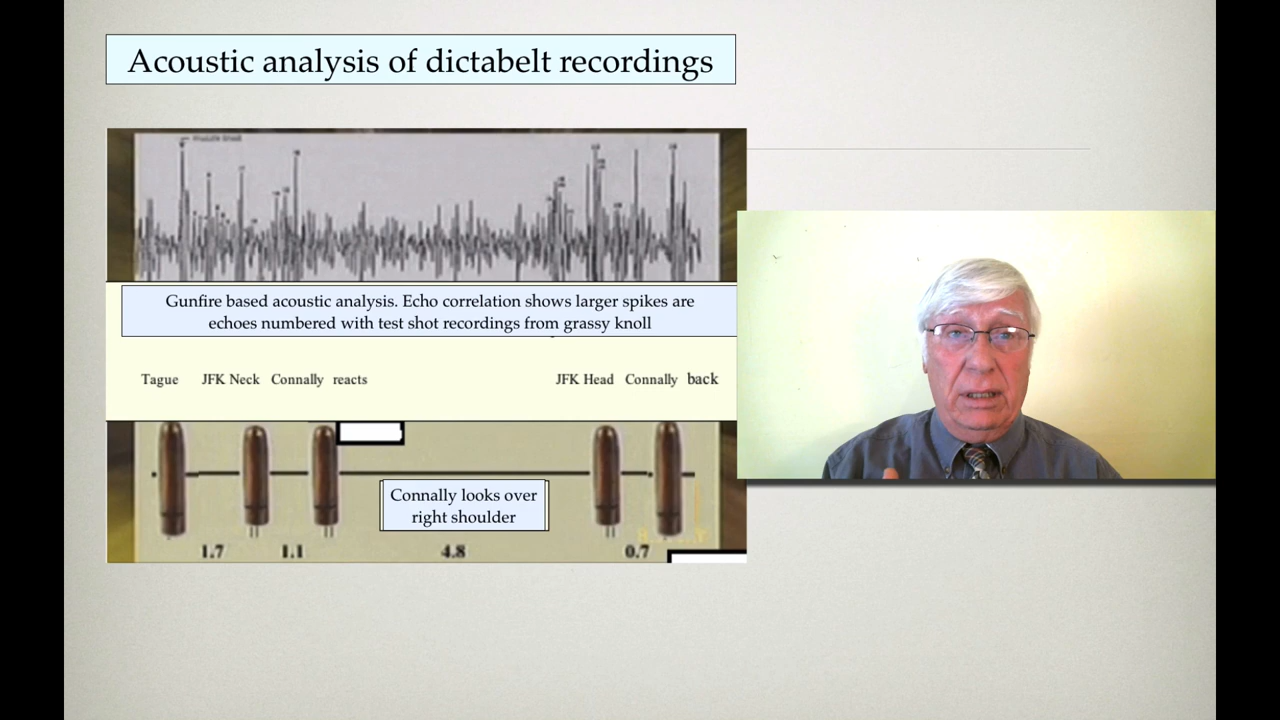 Acoustic analysis of dictabelt recordings
Gunfire based acoustic analysis. Echo correlation shows larger spikes are
echoes numbered with test shot recordings from grassy knoll
Tague JFK Neck Connally reacts JFK Head Connally back
Connally looks over
right shoulder
1.7 1.1 4.8 0.7